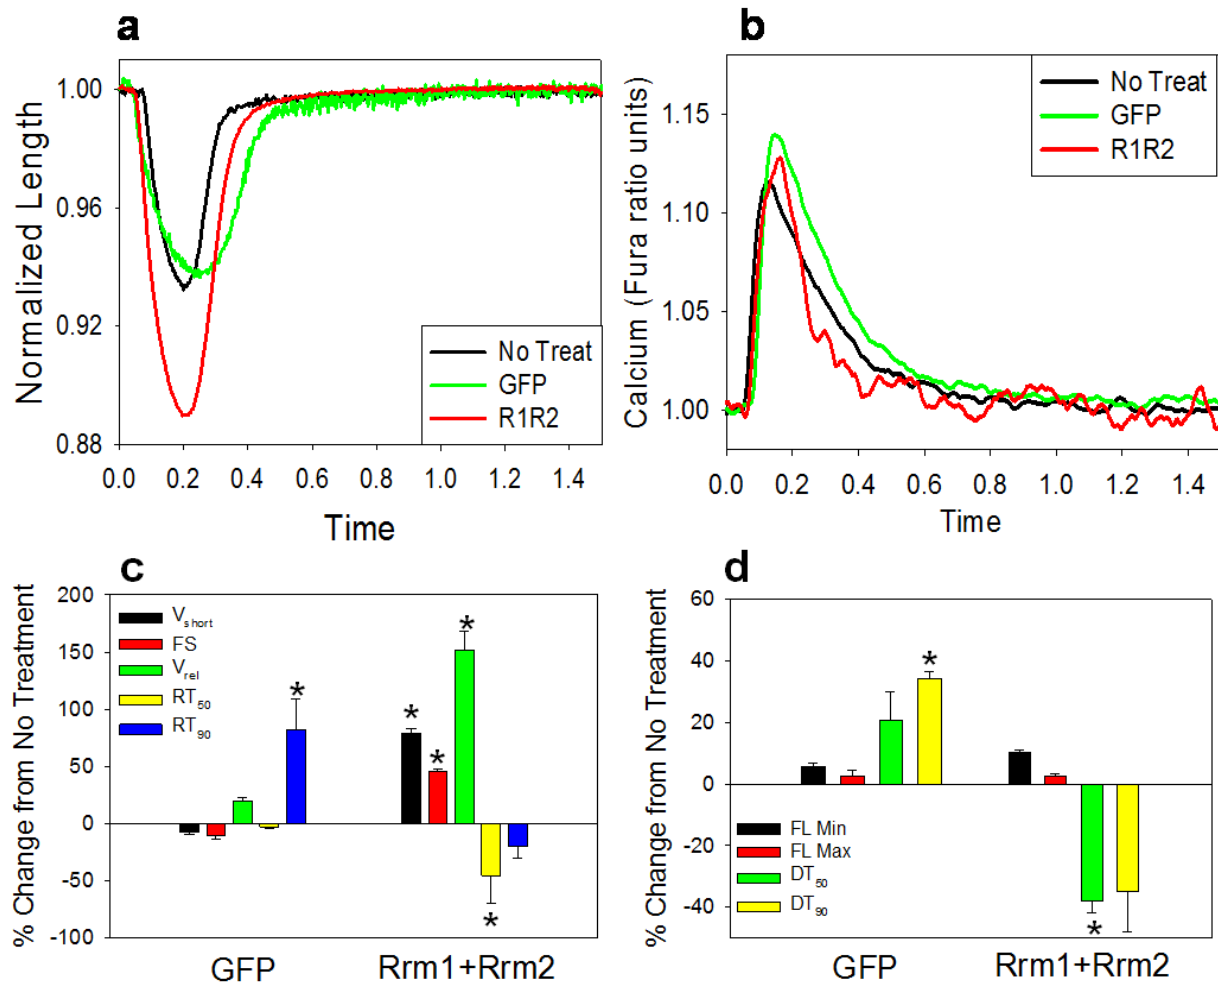 a
Normalized Length
1.00
0.96
0.92
0.88
No Treat
GFP
R1R2
0.0 0.2 0.4 0.6 0.8 1.0 1.2 1.4
Time
b
Calcium (Fura ratio units)
1.15
1.10
1.05
1.00
No Treat
GFP
R1R2
0.0 0.2 0.4 0.6 0.8 1.0 1.2 1.4
Time
c
% Change from No Treatment
200
150
100
50
0
-50
-100
Vshort
FS
Vrel
RT50
RT90
*
*
*
*
*
GFP Rrm1+Rrm2
d
% Change from No Treatment
60
40
20
0
-20
-40
*
*
FL Min
FL Max
DT50
DT90
GFP Rrm1+Rrm2